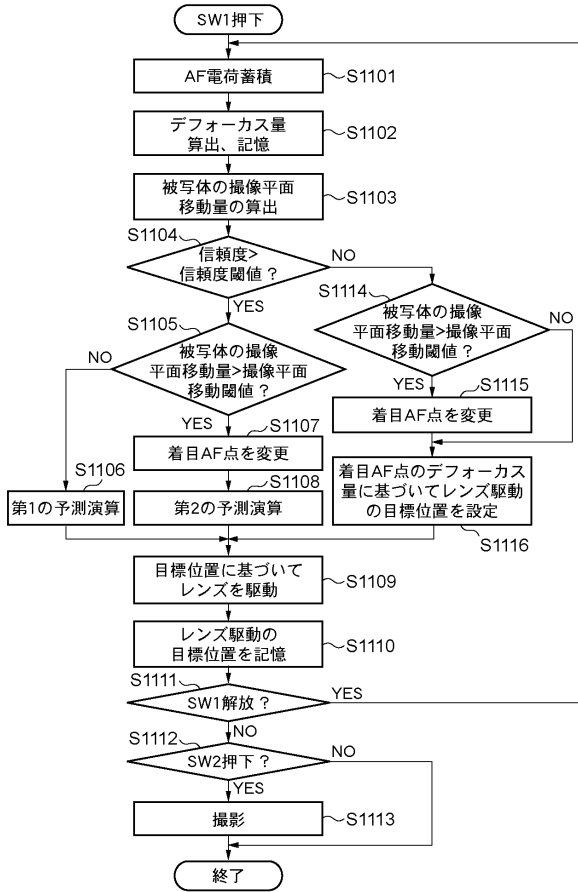 SW1押下
AF電荷蓄積
S1101
デフォーカス量
算出、記憶
S1102
被写体の撮像平面
移動量の算出
S1103
S1104
信頼度>
信頼度閾値?
NO
YES
S1114
被写体の撮像
平面移動量>撮像平面
移動閾値?
NO
YES
S1105
被写体の撮像
平面移動量>撮像平面
移動閾値?
NO
YES
S1115
着目AF点を変更
S1107
着目AF点を変更
S1106
第1の予測演算
S1108
第2の予測演算
着目AF点のデフォーカス
量に基づいてレンズ駆動
の目標位置を設定
S1116
目標位置に基づいて
レンズを駆動
S1109
レンズ駆動の
目標位置を記憶
S1110
S1111
SW1解放?
YES
NO
S1112
SW2押下?
NO
YES
撮影
S1113
終了